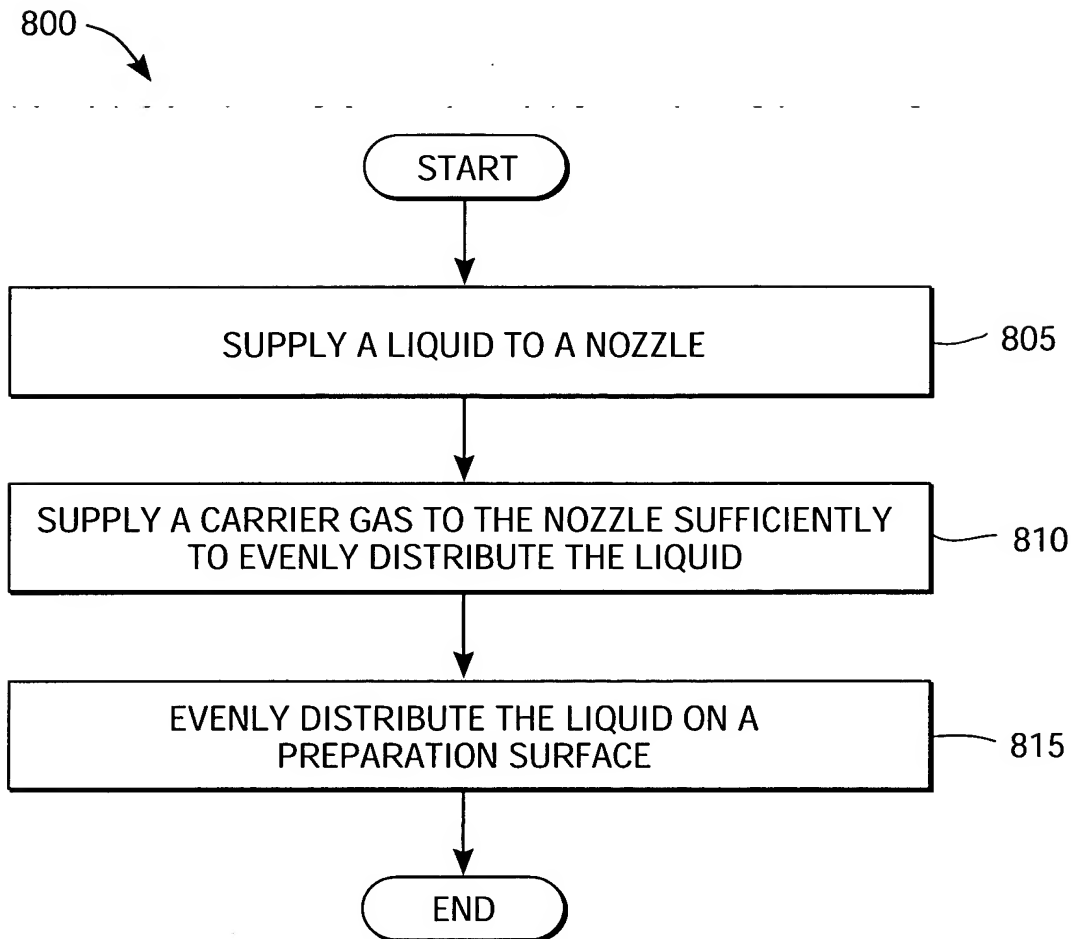 800
START
SUPPLY A LIQUID TO A NOZZLE
805
SUPPLY A CARRIER GAS TO THE NOZZLE SUFFICIENTLY
TO EVENLY DISTRIBUTE THE LIQUID
810
EVENLY DISTRIBUTE THE LIQUID ON A
PREPARATION SURFACE
815
END